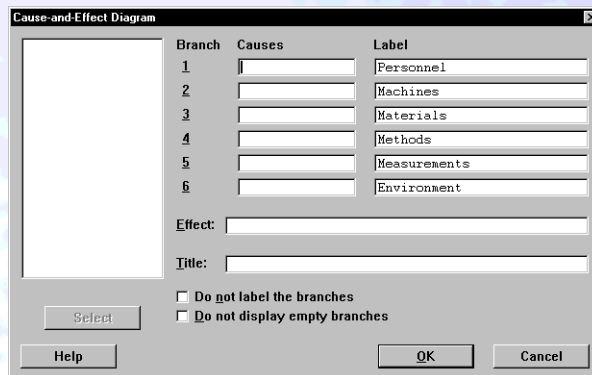 Cause-and-Effect Diagram
Branch Causes Label
1 Personnel
2 Machines
3 Materials
4 Methods
5 Measurements
6 Environment
Effect:
Title:
Do not label the branches
Do not display empty branches
Select
Help OK Cancel